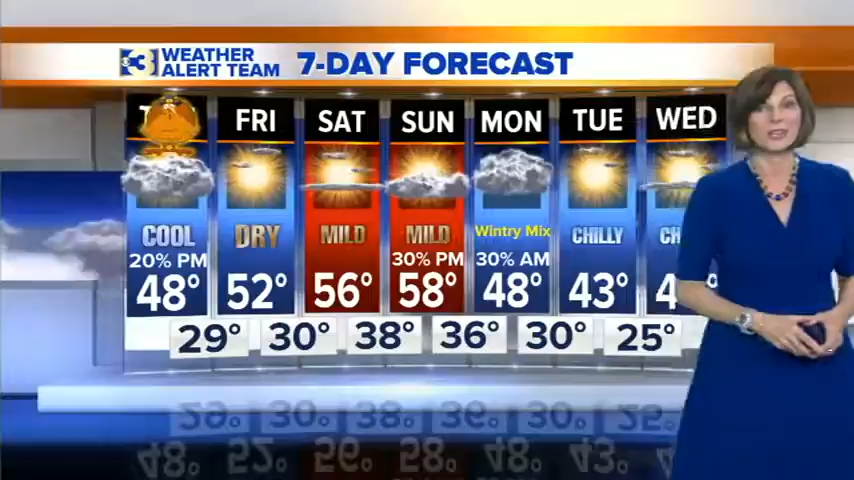 3 WEATHER
ALERT TEAM
7-DAY FORECAST
FRI SAT SUN MON TUE WED
COOL DRY MILD MILD Wintry Mix CHILLY
20% PM 30% PM 30% AM
48° 52° 56° 58° 48° 43°
29° 30° 38° 36° 30° 25°